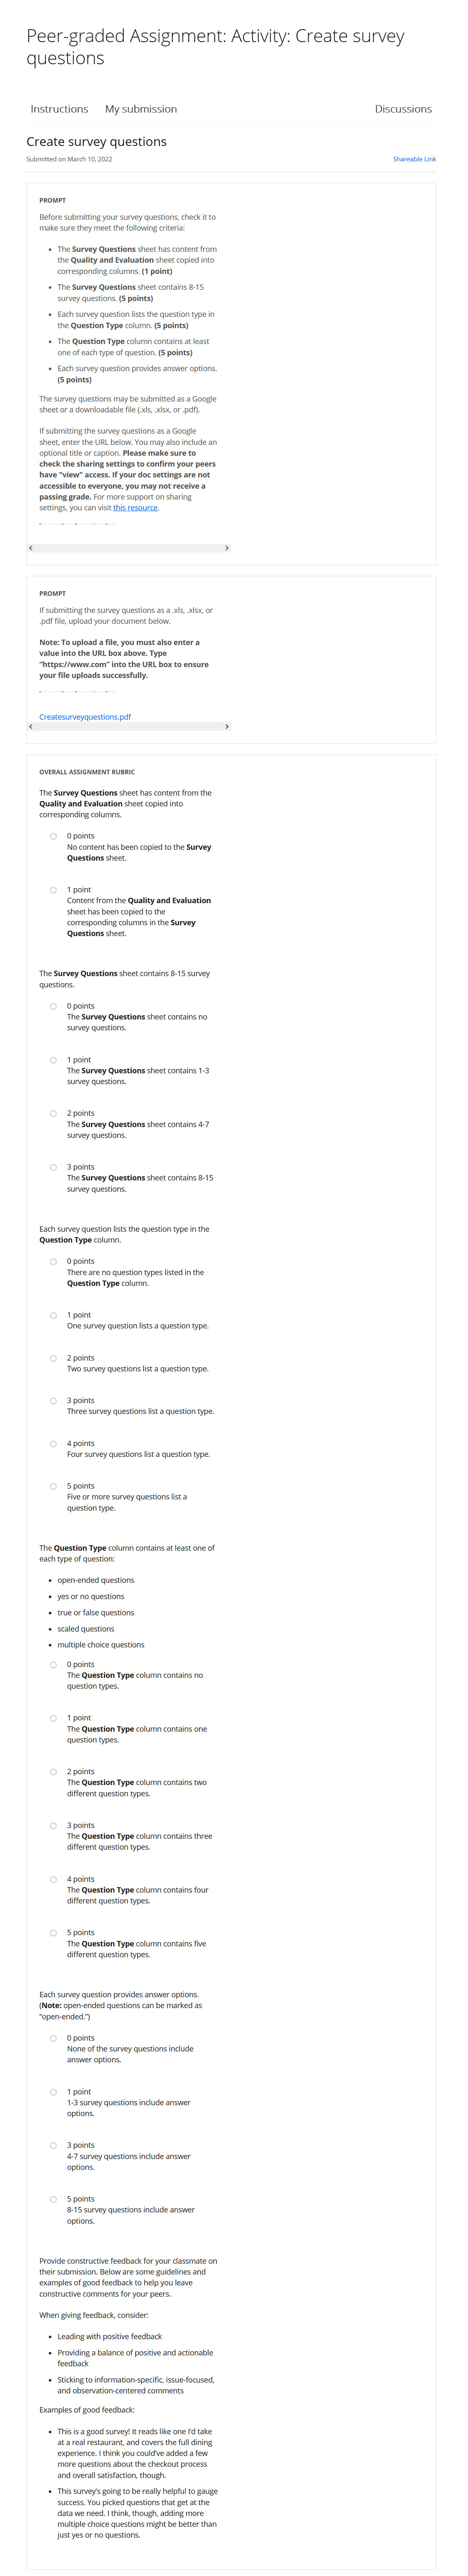 Peer-graded Assignment: Activity: Create survey
questions
Instructions My submission Discussions
Create survey questions
Submitted on March 10, 2022 Shareable Link
PROMPT
Before submitting your survey questions, check it to
make sure they meet the following criteria:
The Survey Questions sheet has content from
the Quality and Evaluation sheet copied into
corresponding columns. (1 point)
The Survey Questions sheet contains 8-15
survey questions. (5 points)
Each survey question lists the question type in
the Question Type column. (5 points)
The Question Type column contains at least
one of each type of question. (5 points)
Each survey question provides answer options.
(5 points)
The survey questions may be submitted as a Google
sheet or a downloadable file (.xls, .xlsx, or .pdf).
If submitting the survey questions as a Google
sheet, enter the URL below. You may also include an
optional title or caption. Please make sure to
check the sharing settings to confirm your peers
have "view" access. If your doc settings are not
accessible to everyone, you may not receive a
passing grade. For more support on sharing
settings, you can visit this resource.
PROMPT
If submitting the survey questions as a .xls, .xlsx, or
.pdf file, upload your document below.
Note: To upload a file, you must also enter a
value into the URL box above. Type
"https://www.com" into the URL box to ensure
your file uploads successfully.
Createsurveyquestions.pdf
OVERALL ASSIGNMENT RUBRIC
The Survey Questions sheet has content from the
Quality and Evaluation sheet copied into
corresponding columns.
0 points
No content has been copied to the Survey
Questions sheet.
1 point
Content from the Quality and Evaluation
sheet has been copied to the
corresponding columns in the Survey
Questions sheet.
The Survey Questions sheet contains 8-15 survey
questions.
0 points
The Survey Questions sheet contains no
survey questions.
1 point
The Survey Questions sheet contains 1-3
survey questions.
2 points
The Survey Questions sheet contains 4-7
survey questions.
3 points
The Survey Questions sheet contains 8-15
survey questions.
Each survey question lists the question type in the
Question Type column.
0 points
There are no question types listed in the
Question Type column.
1 point
One survey question lists a question type.
2 points
Two survey questions list a question type.
3 points
Three survey questions list a question type.
4 points
Four survey questions list a question type.
5 points
Five or more survey questions list a
question type.
The Question Type column contains at least one of
each type of question:
open-ended questions
yes or no questions
true or false questions
scaled questions
multiple choice questions
0 points
The Question Type column contains no
question types.
1 point
The Question Type column contains one
question types.
2 points
The Question Type column contains two
different question types.
3 points
The Question Type column contains three
different question types.
4 points
The Question Type column contains four
different question types.
5 points
The Question Type column contains five
different question types.
Each survey question provides answer options.
(Note: open-ended questions can be marked as
"open-ended.")
0 points
None of the survey questions include
answer options.
1 point
1-3 survey questions include answer
options.
3 points
4-7 survey questions include answer
options.
5 points
8-15 survey questions include answer
options.
Provide constructive feedback for your classmate on
their submission. Below are some guidelines and
examples of good feedback to help you leave
constructive comments for your peers.
When giving feedback, consider:
Leading with positive feedback
Providing a balance of positive and actionable
feedback
Sticking to information-specific, issue-focused,
and observation-centered comments
Examples of good feedback:
This is a good survey! It reads like one I'd take
at a real restaurant, and covers the full dining
experience. I think you could've added a few
more questions about the checkout process
and overall satisfaction, though.
This survey's going to be really helpful to gauge
success. You picked questions that get at the
data we need. I think, though, adding more
multiple choice questions might be better than
just yes or no questions.